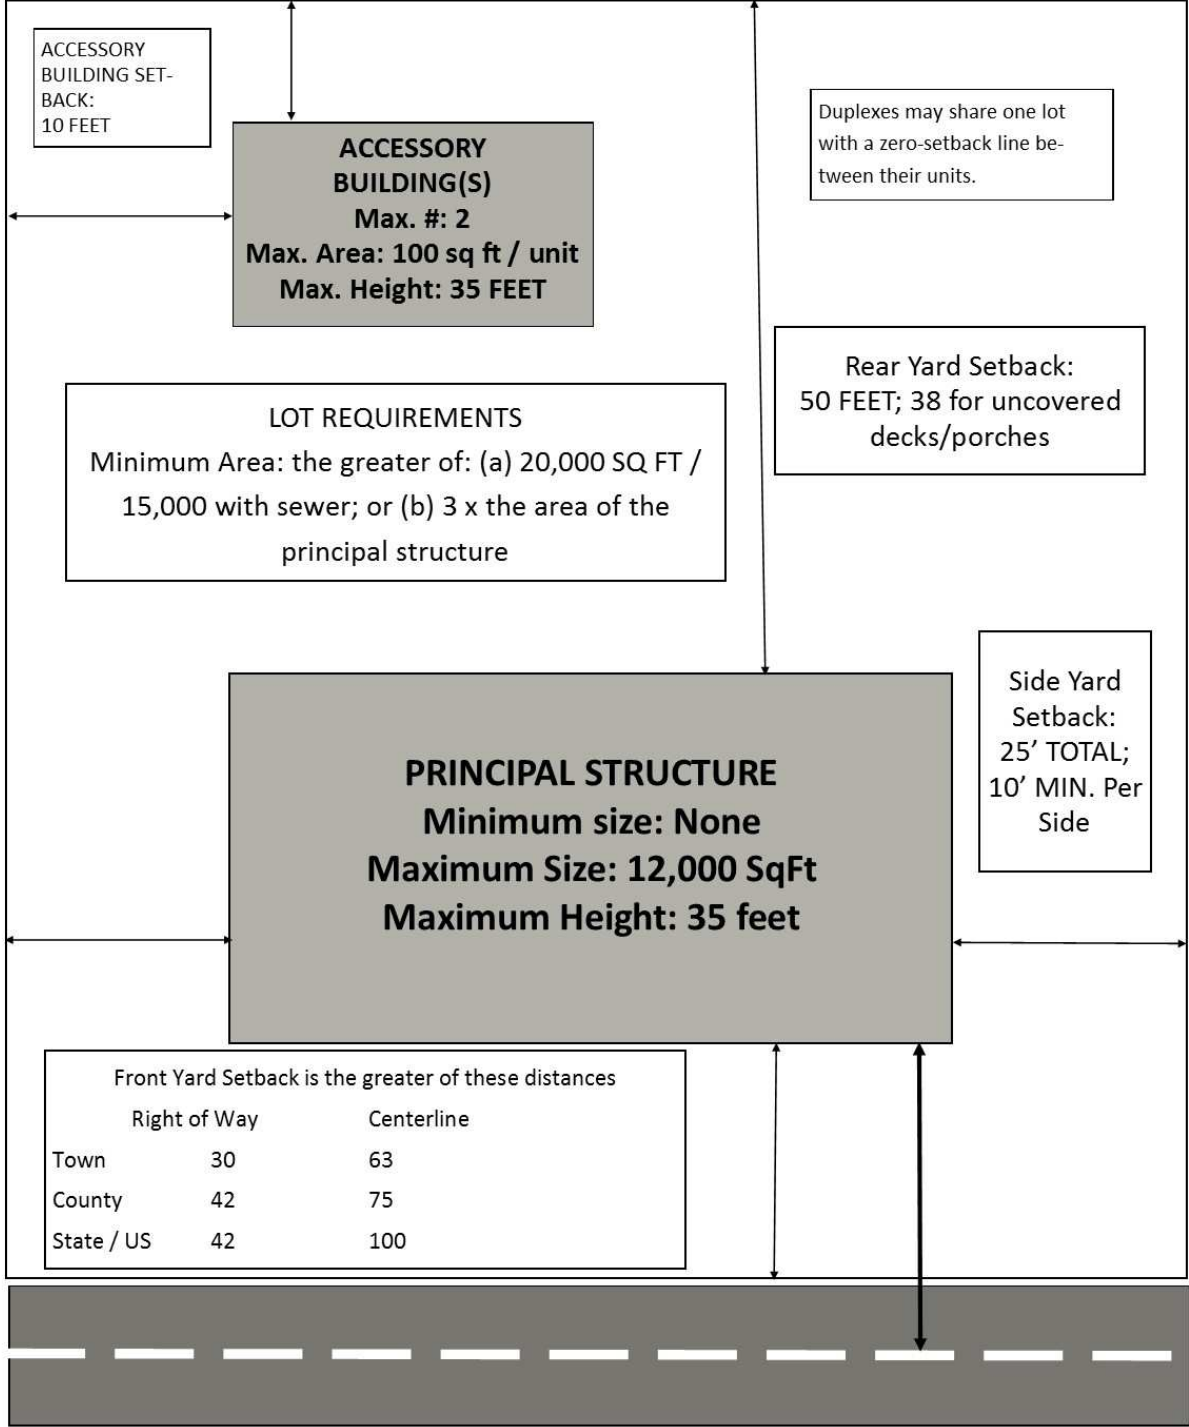 ACCESSORY
BUILDING SET-
BACK:
10 FEET
ACCESSORY
BUILDING(S)
Max. #: 2
Max. Area: 100 sq ft / unit
Max. Height: 35 FEET
Duplexes may share one lot
with a zero-setback line be-
tween their units.
Rear Yard Setback:
50 FEET; 38 for uncovered
decks/porches
LOT REQUIREMENTS
Minimum Area: the greater of: (a) 20,000 SQ FT /
15,000 with sewer; or (b) 3 x the area of the
principal structure
Side Yard
Setback:
25’ TOTAL;
10’ MIN. Per
Side
PRINCIPAL STRUCTURE
Minimum size: None
Maximum Size: 12,000 SqFt
Maximum Height: 35 feet
Front Yard Setback is the greater of these distances
Right of Way Centerline
Town 30 63
County 42 75
State / US 42 100